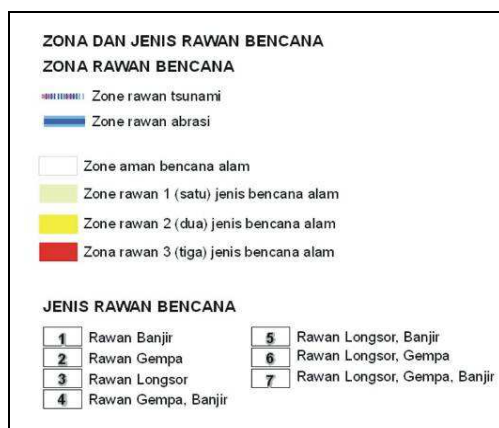 ZONA DAN JENIS RAWAN BENCANA
ZONA RAWAN BENCANA
Zone rawan tsunami
Zone rawan abrasi
Zone aman bencana alam
Zone rawan 1 (satu) jenis bencana alam
Zone rawan 2 (dua) jenis bencana alam
Zona rawan 3 (tiga) jenis bencana alam
JENIS RAWAN BENCANA
1 Rawan Banjir
2 Rawan Gempa
3 Rawan Longsor
4 Rawan Gempa, Banjir
5 Rawan Longsor, Banjir
6 Rawan Longsor, Gempa
7 Rawan Longsor, Gempa, Banjir